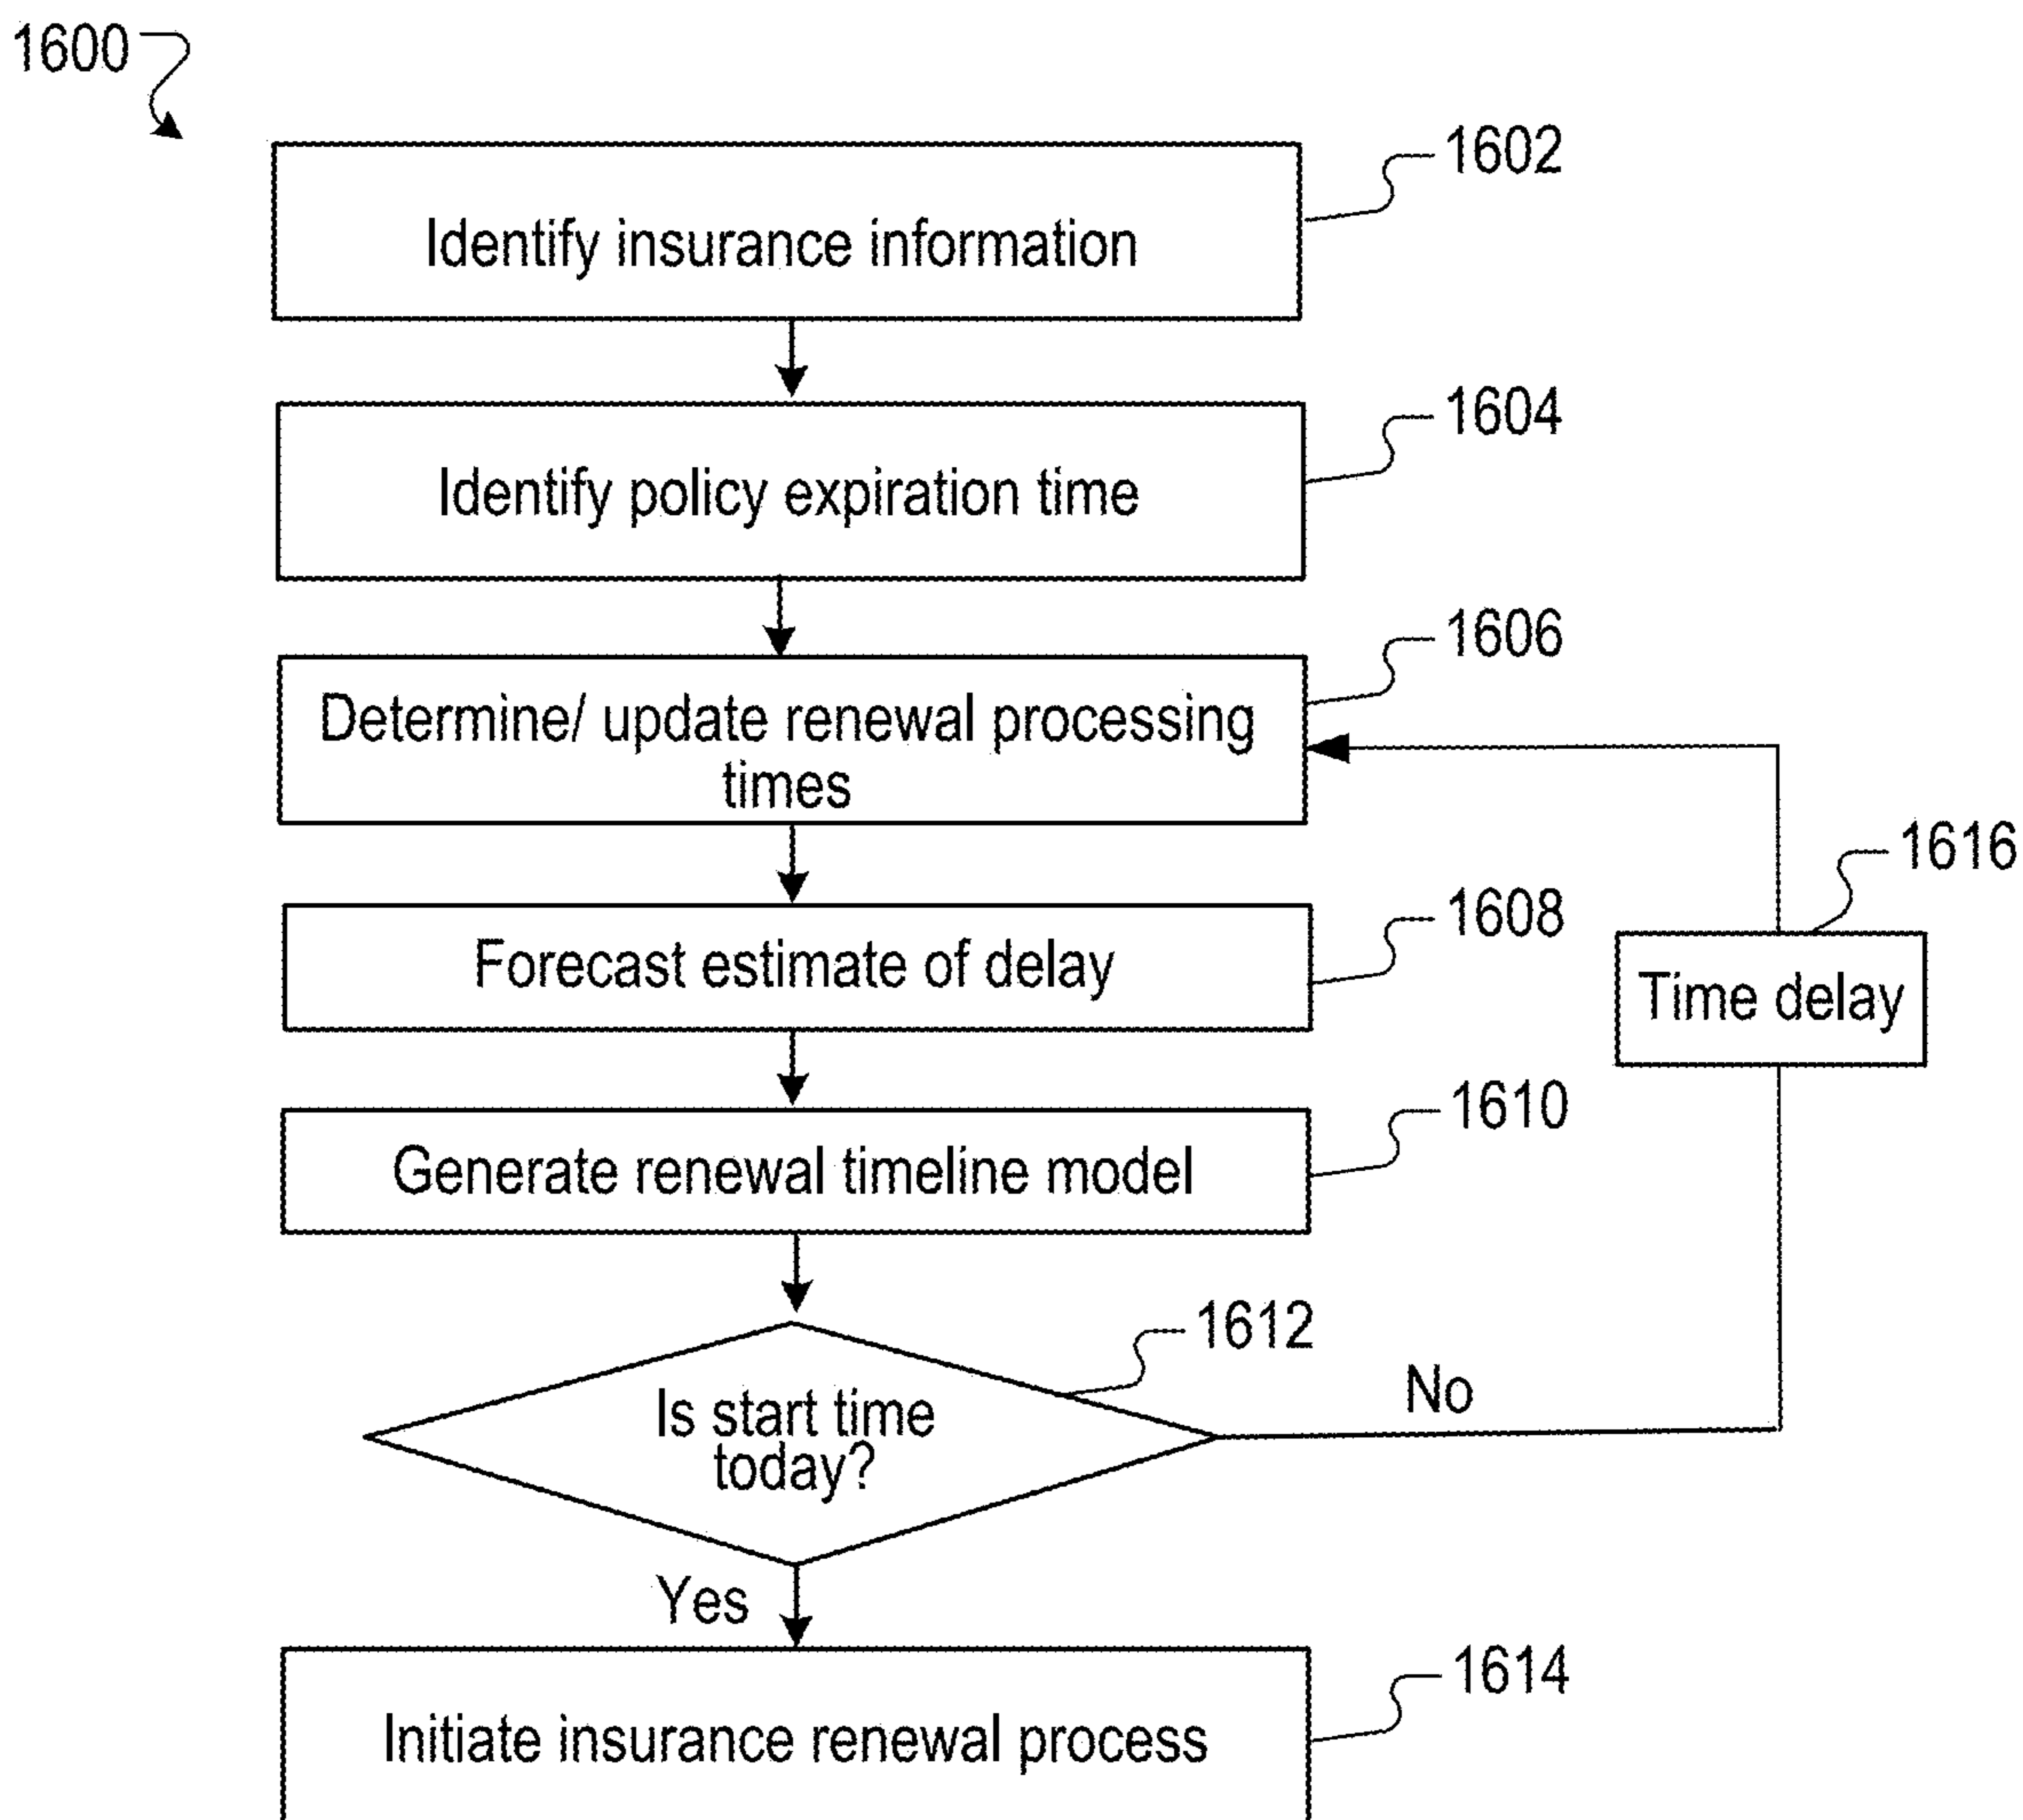 1600
1602
Identify insurance information
1604
Identify policy expiration time
1606
Determine/ update renewal processing
times
1616
1608
Forecast estimate of delay
Time delay
1610
Generate renewal timeline model
1612
No
Is start time
today?
Yes
1614
Initiate insurance renewal process